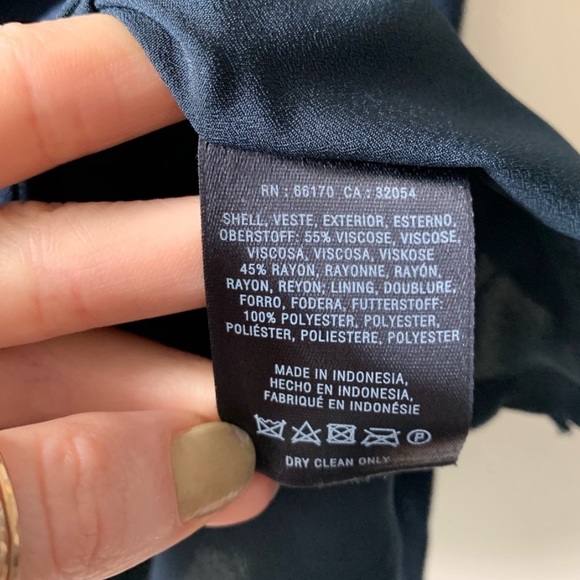 RN : 66170 CA : 32054
SHELL, VESTE, EXTERIOR, ESTERNO,
OBERSTOFF: 55% VISCOSE, VISCOSE,
VISCOSA, VISCOSA, VISKOSE
45% RAYON, RAYONNE, RAYÓN,
RAYON, REYON; LINING, DOUBLURE,
FORRO, FODERA, FUTTERSTOFF:
100% POLYESTER, POLYESTER,
POLIÉSTER, POLIESTERE, POLYESTER
MADE IN INDONESIA,
HECHO EN INDONESIA,
FABRIQUÉ EN INDONÉSIE
P
DRY CLEAN ONLY